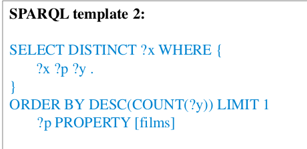 SPARQL template 2:
SELECT DISTINCT ?x WHERE {
?x ?p ?y .
}
ORDER BY DESC(COUNT(?y)) LIMIT 1
?p PROPERTY [films]